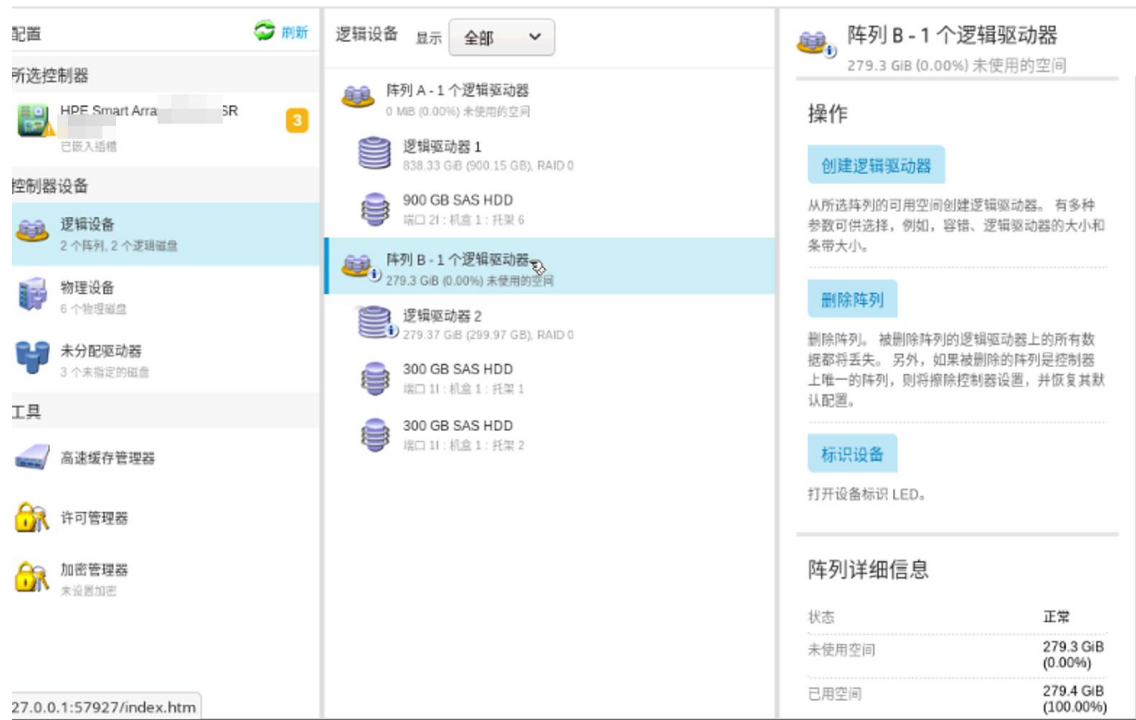 配置
刷新
所选控制器
HPE Smart Arra SR
已嵌入插槽
3
控制器设备
逻辑设备
2 个阵列, 2 个逻辑磁盘
物理设备
6 个物理磁盘
未分配驱动器
3 个未指定的磁盘
工具
高速缓存管理器
许可管理器
加密管理器
未设置加密
27.0.0.1:57927/index.htm
逻辑设备 显示 全部
阵列 A - 1 个逻辑驱动器
0 MiB (0.00%) 未使用的空间
逻辑驱动器 1
838.33 GiB (900.15 GB), RAID 0
900 GB SAS HDD
端口 2I : 机盒 1 : 托架 6
阵列 B - 1 个逻辑驱动器
279.3 GiB (0.00%) 未使用的空间
逻辑驱动器 2
279.37 GiB (299.97 GB), RAID 0
300 GB SAS HDD
端口 1I : 机盒 1 : 托架 1
300 GB SAS HDD
端口 1I : 机盒 1 : 托架 2
阵列 B - 1 个逻辑驱动器
279.3 GiB (0.00%) 未使用的空间
操作
创建逻辑驱动器
从所选阵列的可用空间创建逻辑驱动器。 有多种
参数可供选择，例如，容错、逻辑驱动器的大小和
条带大小。
删除阵列
删除阵列。 被删除阵列的逻辑驱动器上的所有数
据都将丢失。 另外，如果被删除的阵列是控制器
上唯一的阵列，则将擦除控制器设置，并恢复其默
认配置。
标识设备
打开设备标识 LED。
阵列详细信息
状态 正常
未使用空间 279.3 GiB
(0.00%)
已用空间 279.4 GiB
(100.00%)